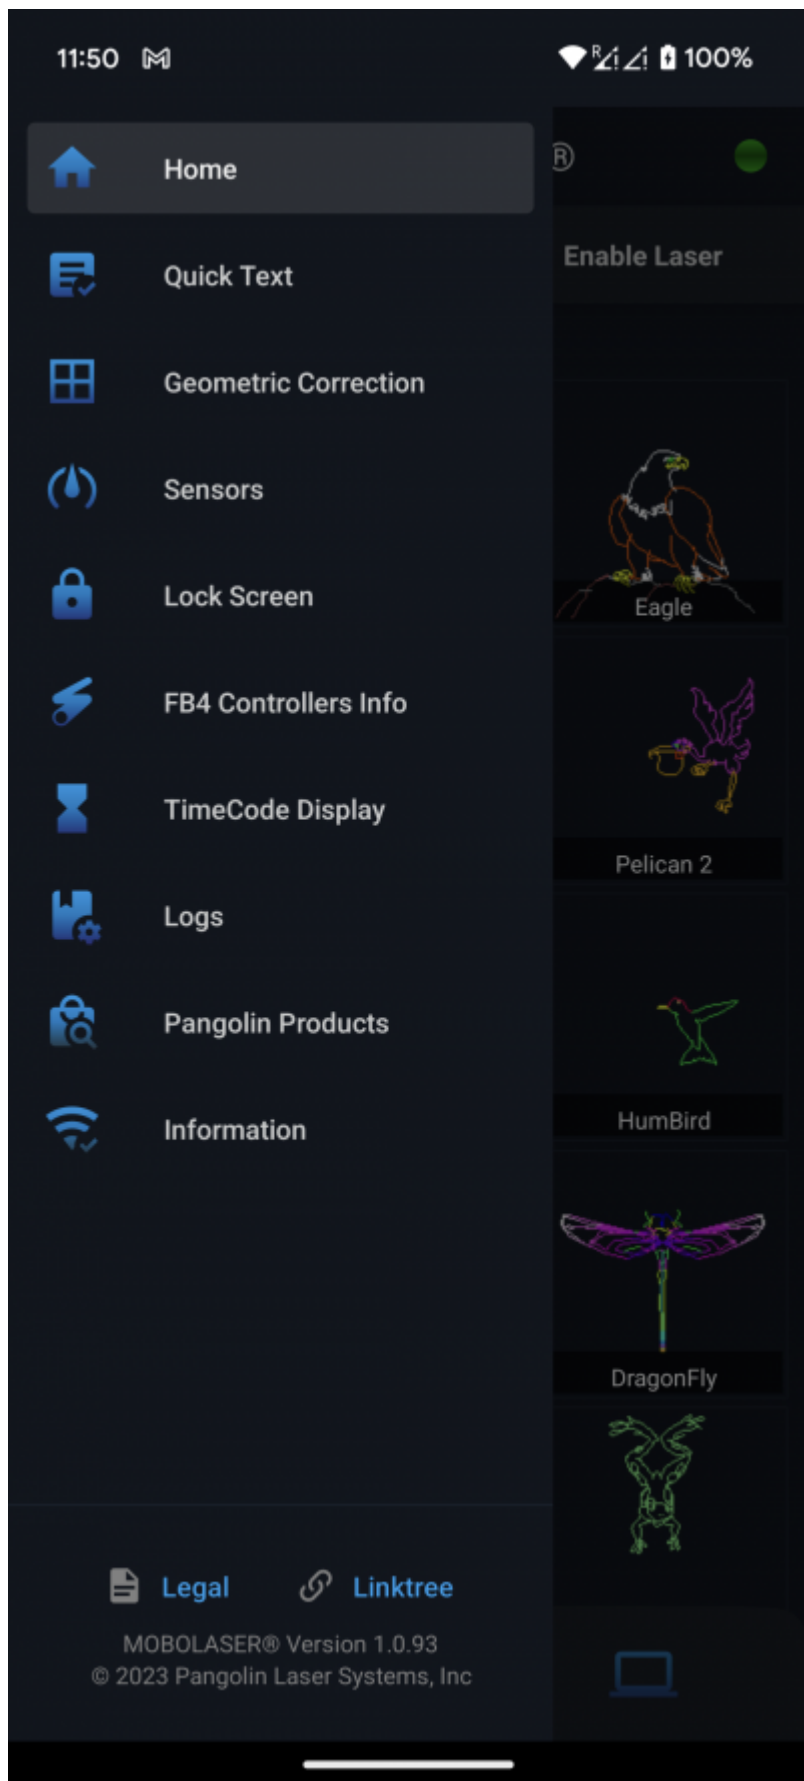 11:50
R
100%
Home
®
Quick Text
Enable Laser
Geometric Correction
Sensors
Lock Screen
Eagle
FB4 Controllers Info
TimeCode Display
Pelican 2
Logs
Pangolin Products
Information
HumBird
DragonFly
Legal
Linktree
MOBOLASER® Version 1.0.93
© 2023 Pangolin Laser Systems, Inc